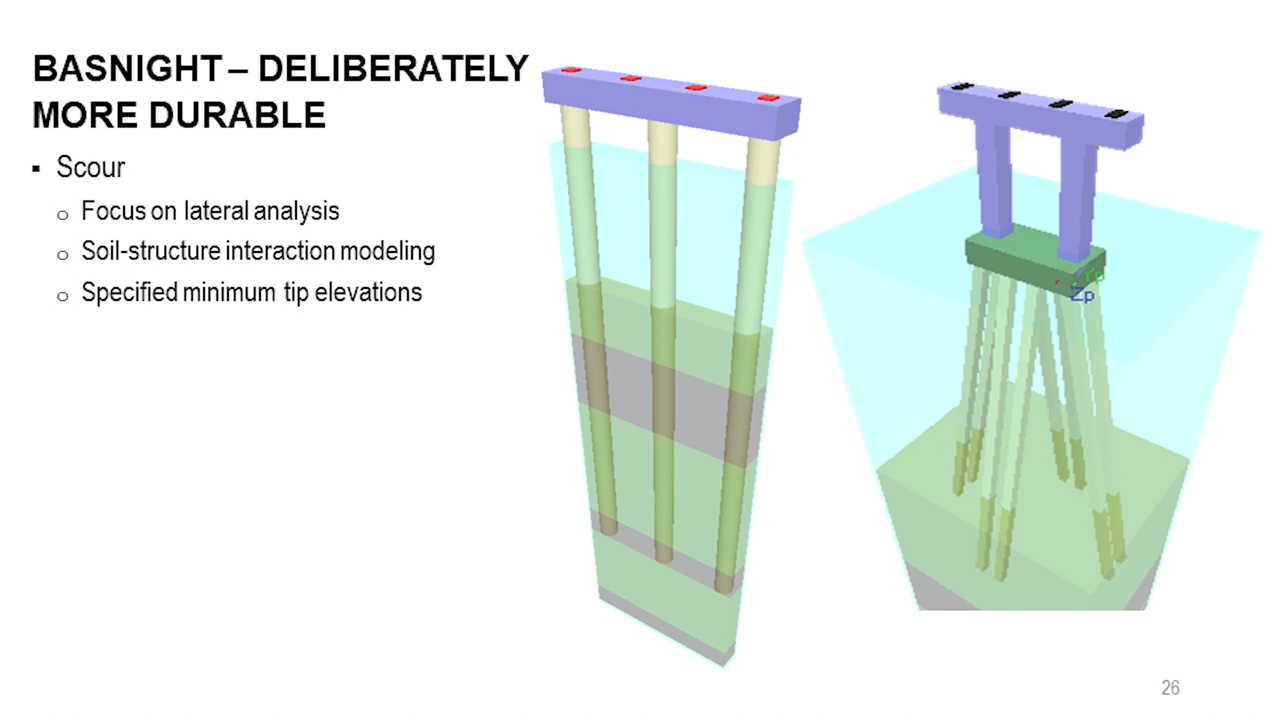 BASNIGHT – DELIBERATELY
MORE DURABLE
▪ Scour
o Focus on lateral analysis
o Soil-structure interaction modeling
o Specified minimum tip elevations
Yp
Zp
26